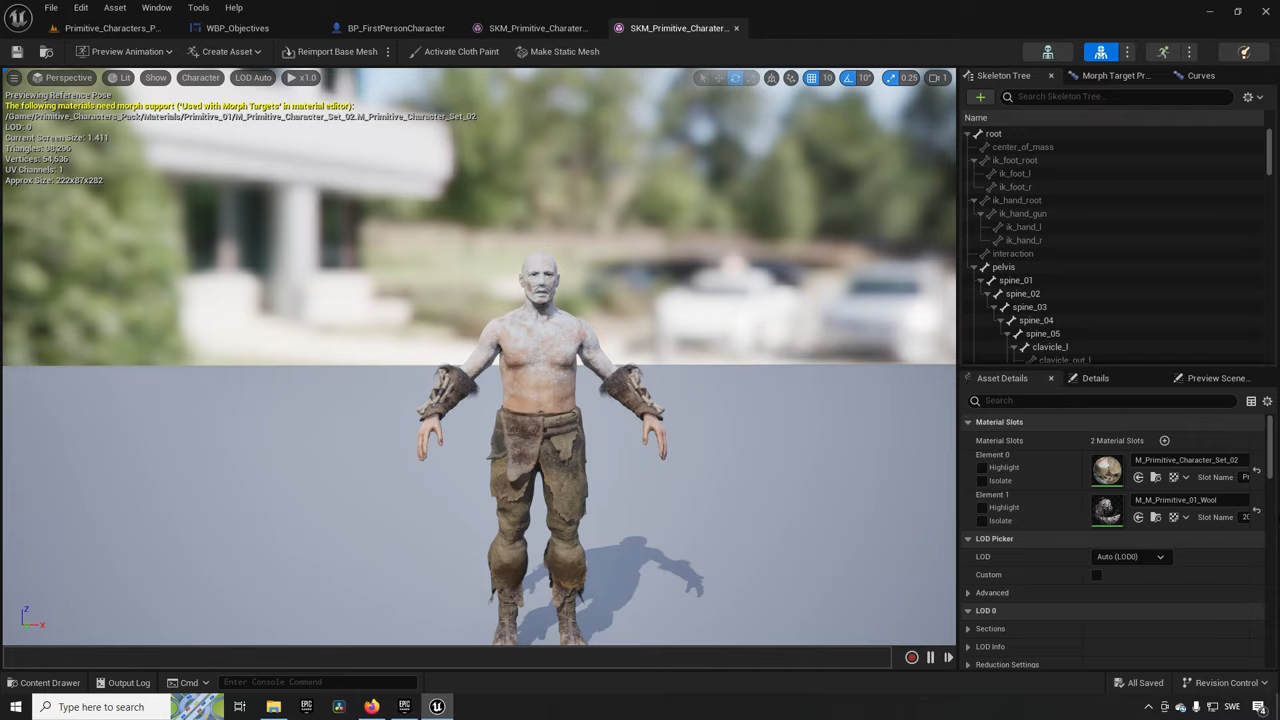 File
Edit
Asset
Window
Tools
Help
Primitive_Characters_P...
WBP_Objectives
BP_FirstPersonCharacter
SKM_Primitive_Charater...
SKM_Primitive_Charater...
Preview Animation
Create Asset
Reimport Base Mesh
Activate Cloth Paint
Make Static Mesh
Perspective
Lit
Show
Character
LOD Auto
x1.0
10
10°
0.25
1
Previewing Reference Pose
The following materials need morph support ('Used with Morph Targets' in material editor):
/Game/Primitive_Characters_Pack/Materials/Primitive_01/M_Primitive_Character_Set_02.M_Primitive_Character_Set_02
LOD: 0
Current Screen Size: 1.411
Triangles: 98,296
Vertices: 54,536
UV Channels: 1
Approx Size: 222x87x282
Z
X
Skeleton Tree
Morph Target Pr...
Curves
Search Skeleton Tree...
Name
root
center_of_mass
ik_foot_root
ik_foot_l
ik_foot_r
ik_hand_root
ik_hand_gun
ik_hand_l
ik_hand_r
interaction
pelvis
spine_01
spine_02
spine_03
spine_04
spine_05
clavicle_l
clavicle_out_l
Asset Details
Details
Preview Scene...
Search
Material Slots
Material Slots
2 Material Slots
Element 0
Highlight
Isolate
M_Primitive_Character_Set_02
Slot Name
Element 1
Highlight
Isolate
M_M_Primitive_01_Wool
Slot Name
LOD Picker
LOD
Auto (LOD0)
Custom
Advanced
LOD 0
Sections
LOD Info
Reduction Settings
Content Drawer
Output Log
Cmd
Enter Console Command
All Saved
Revision Control
Type here to search
SWE